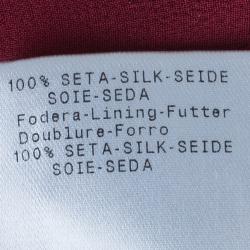 100% SETA-SILK-SEIDE
SOIE-SEDA
Fodera-Lining-Futter
Doublure-Forro
100% SETA-SILK-SEIDE
SOIE-SEDA